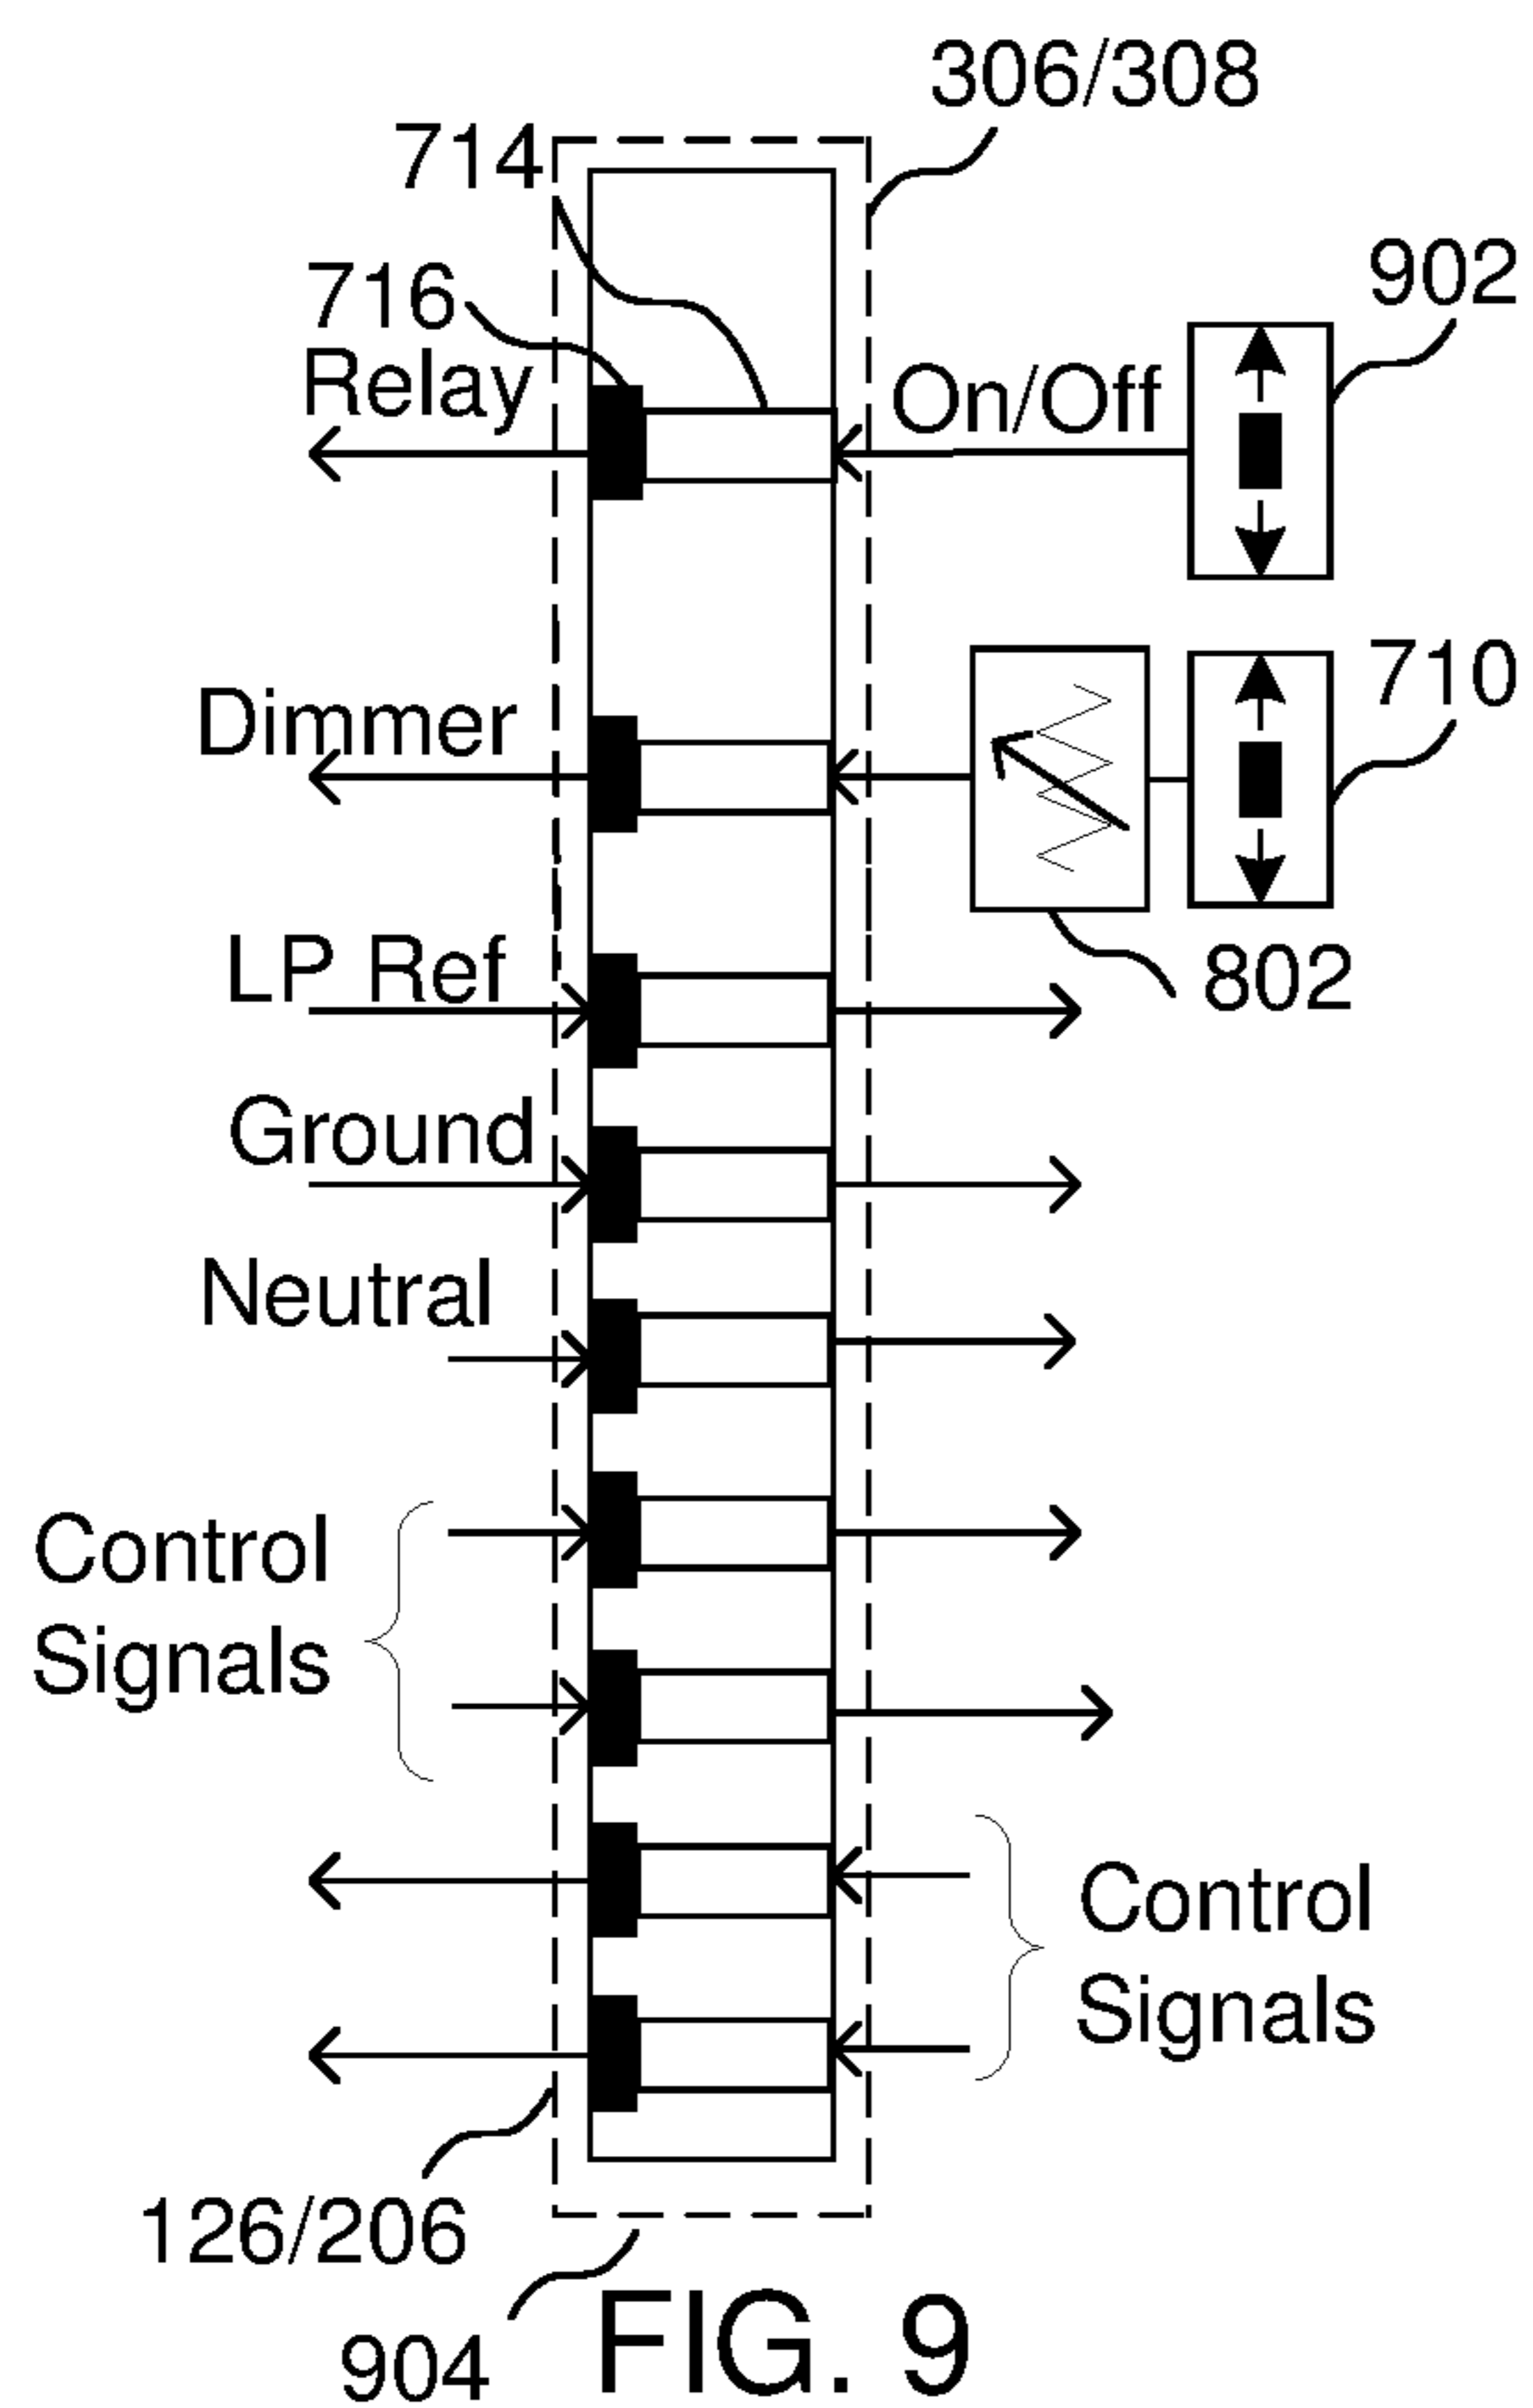 306/308
714
902
716
Relay
On/Off
710
Dimmer
LP Ref
802
Ground
Neutral
Control
Signals
Control
Signals
126/206
904
FIG. 9